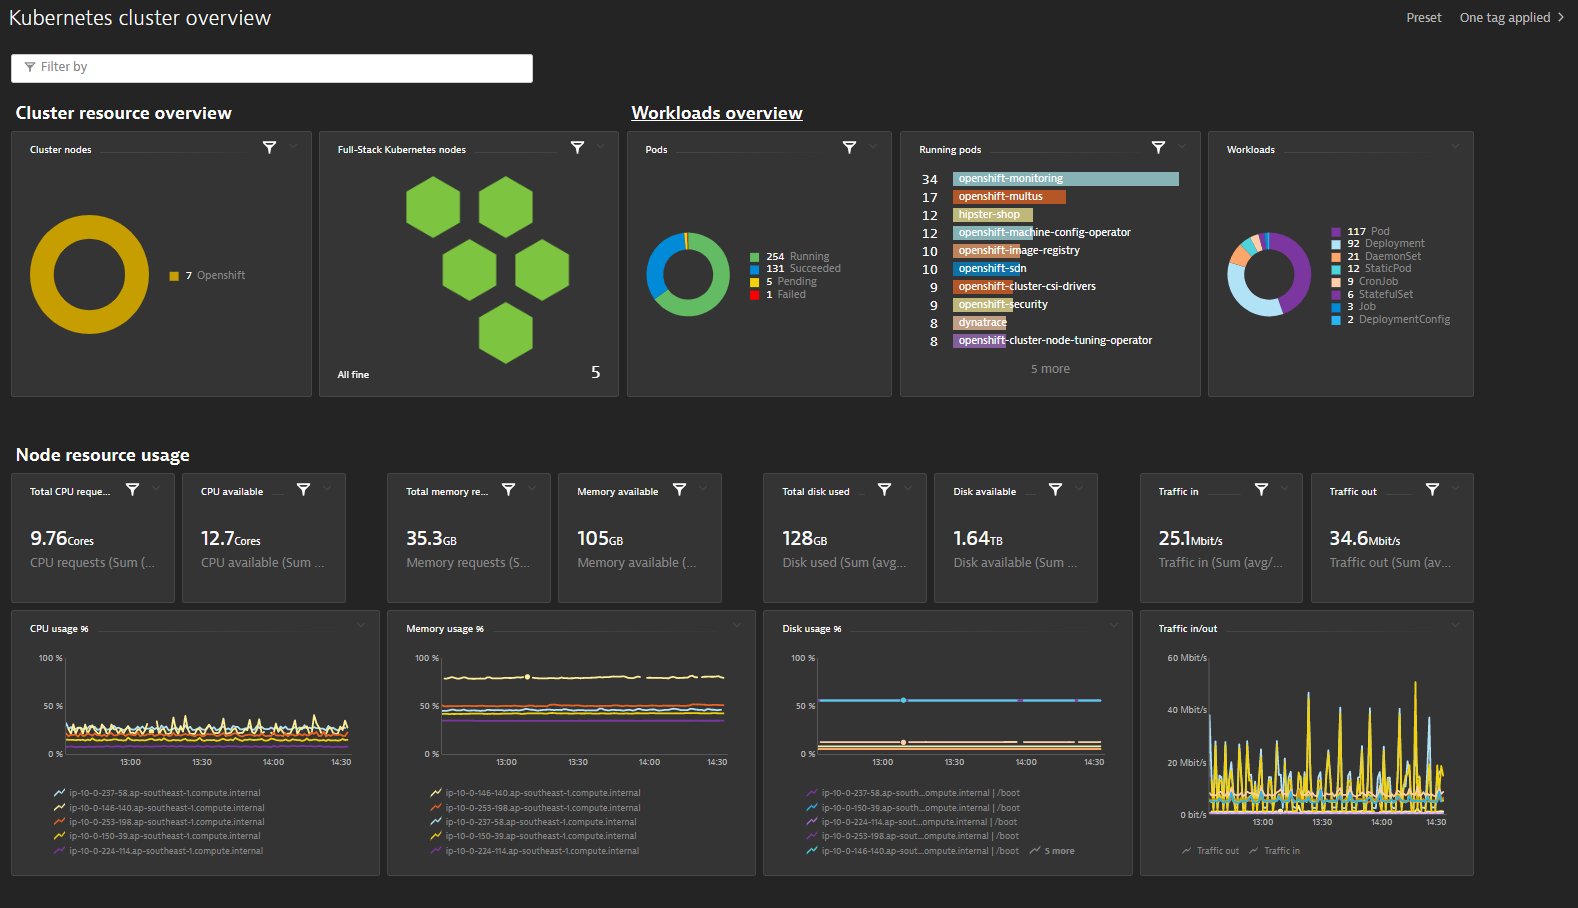 Kubernetes cluster overview
Preset
One tag applied
Filter by
Cluster resource overview
Workloads overview
Cluster nodes
7 Openshift
Full-Stack Kubernetes nodes
All fine
5
Pods
254 Running
131 Succeeded
5 Pending
1 Failed
Running pods
34 openshift-monitoring
17 openshift-multus
12 hipster-shop
12 openshift-machine-config-operator
10 openshift-image-registry
10 openshift-sdn
9 openshift-cluster-csi-drivers
9 openshift-security
8 dynatrace
8 openshift-cluster-node-tuning-operator
5 more
Workloads
117 Pod
92 Deployment
21 DaemonSet
12 StaticPod
9 CronJob
6 StatefulSet
3 Job
2 DeploymentConfig
Node resource usage
Total CPU reque...
9.76Cores
CPU requests (Sum (...
CPU available
12.7Cores
CPU available (Sum ...
Total memory re...
35.3GB
Memory requests (S...
Memory available
105GB
Memory available (...
Total disk used
128GB
Disk used (Sum (avg...
Disk available
1.64TB
Disk available (Sum ...
Traffic in
25.1Mbit/s
Traffic in (Sum (avg/...
Traffic out
34.6Mbit/s
Traffic out (Sum (av...
CPU usage %
100 %
50 %
0 %
13:00 13:30 14:00 14:30
ip-10-0-237-58.ap-southeast-1.compute.internal
ip-10-0-146-140.ap-southeast-1.compute.internal
ip-10-0-253-198.ap-southeast-1.compute.internal
ip-10-0-150-39.ap-southeast-1.compute.internal
ip-10-0-224-114.ap-southeast-1.compute.internal
Memory usage %
100 %
50 %
0 %
13:00 13:30 14:00 14:30
ip-10-0-146-140.ap-southeast-1.compute.internal
ip-10-0-253-198.ap-southeast-1.compute.internal
ip-10-0-237-58.ap-southeast-1.compute.internal
ip-10-0-150-39.ap-southeast-1.compute.internal
ip-10-0-224-114.ap-southeast-1.compute.internal
Disk usage %
100 %
50 %
0 %
13:00 13:30 14:00 14:30
ip-10-0-237-58.ap-south...ompute.internal | /boot
ip-10-0-150-39.ap-south...ompute.internal | /boot
ip-10-0-224-114.ap-sout...ompute.internal | /boot
ip-10-0-253-198.ap-sout...ompute.internal | /boot
ip-10-0-146-140.ap-sout...ompute.internal | /boot
5 more
Traffic in/out
60 Mbit/s
40 Mbit/s
20 Mbit/s
0 bit/s
13:00 13:30 14:00 14:30
Traffic out
Traffic in